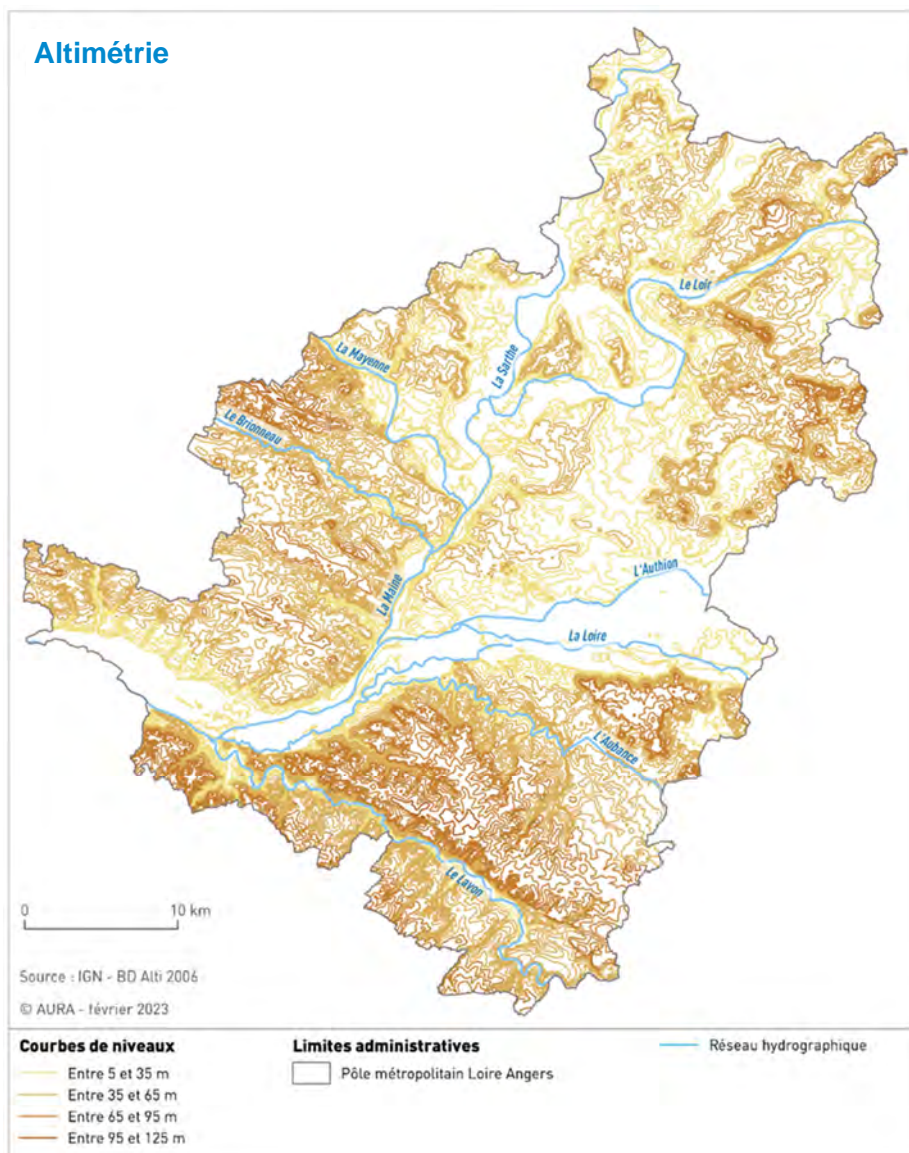 Altimétrie
Le Loir
La Sarthe
La Mayenne
Le Brionneau
La Maine
L'Authion
La Loire
L'Aubance
Le Layon
0 10 km
Source : IGN - BD Alti 2006
© AURA - février 2023
Courbes de niveaux
Entre 5 et 35 m
Entre 35 et 65 m
Entre 65 et 95 m
Entre 95 et 125 m
Limites administratives
Pôle métropolitain Loire Angers
Réseau hydrographique